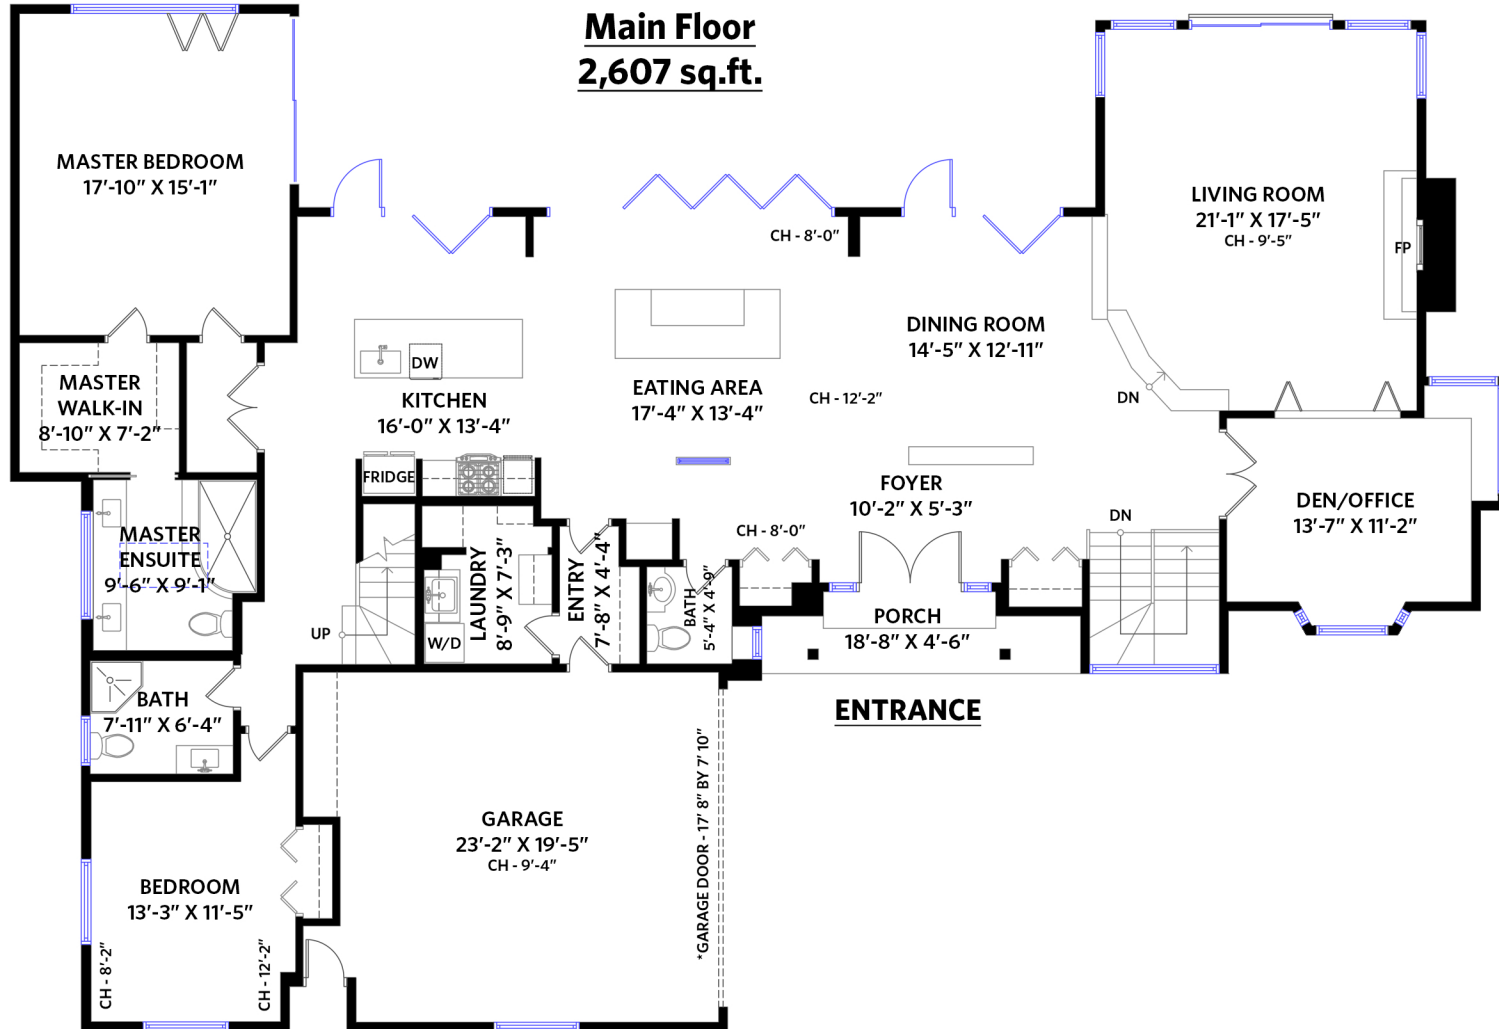 Main Floor
2,607 sq.ft.
MASTER BEDROOM
17'-10" X 15'-1"
LIVING ROOM
21'-1" X 17'-5"
CH - 9'-5"
FP
CH - 8'-0"
DINING ROOM
14'-5" X 12'-11"
DW
KITCHEN
16'-0" X 13'-4"
EATING AREA
17'-4" X 13'-4"
CH - 12'-2"
DN
MASTER
WALK-IN
8'-10" X 7'-2"
FRIDGE
FOYER
10'-2" X 5'-3"
DEN/OFFICE
13'-7" X 11'-2"
CH - 8'-0"
DN
MASTER
ENSUITE
9'-6" X 9'-1"
LAUNDRY
8'-9" X 7'-3"
W/D
ENTRY
7'-8" X 4'-4"
BATH
5'-4" X 4'-9"
UP
PORCH
18'-8" X 4'-6"
BATH
7'-11" X 6'-4"
ENTRANCE
GARAGE
23'-2" X 19'-5"
CH - 9'-4"
*GARAGE DOOR - 17' 8" BY 7' 10"
BEDROOM
13'-3" X 11'-5"
CH - 8'-2"
CH - 12'-2"